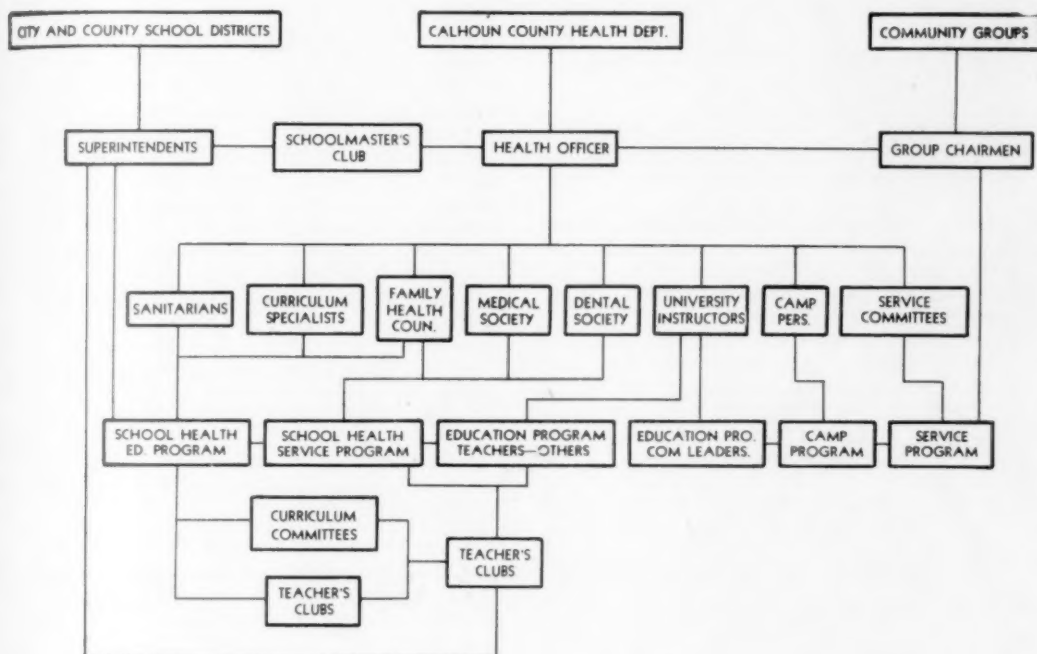 CITY AND COUNTY SCHOOL DISTRICTS
CALHOUN COUNTY HEALTH DEPT.
COMMUNITY GROUPS
SUPERINTENDENTS
SCHOOLMASTER'S
CLUB
HEALTH OFFICER
GROUP CHAIRMEN
SANITARIANS
CURRICULUM
SPECIALISTS
FAMILY
HEALTH
COUN.
MEDICAL
SOCIETY
DENTAL
SOCIETY
UNIVERSITY
INSTRUCTORS
CAMP
PERS.
SERVICE
COMMITTEES
SCHOOL HEALTH
ED. PROGRAM
SCHOOL HEALTH
SERVICE PROGRAM
EDUCATION PROGRAM
TEACHERS—OTHERS
EDUCATION PRO.
COM LEADERS.
CAMP
PROGRAM
SERVICE
PROGRAM
CURRICULUM
COMMITTEES
TEACHER'S
CLUBS
TEACHER'S
CLUBS